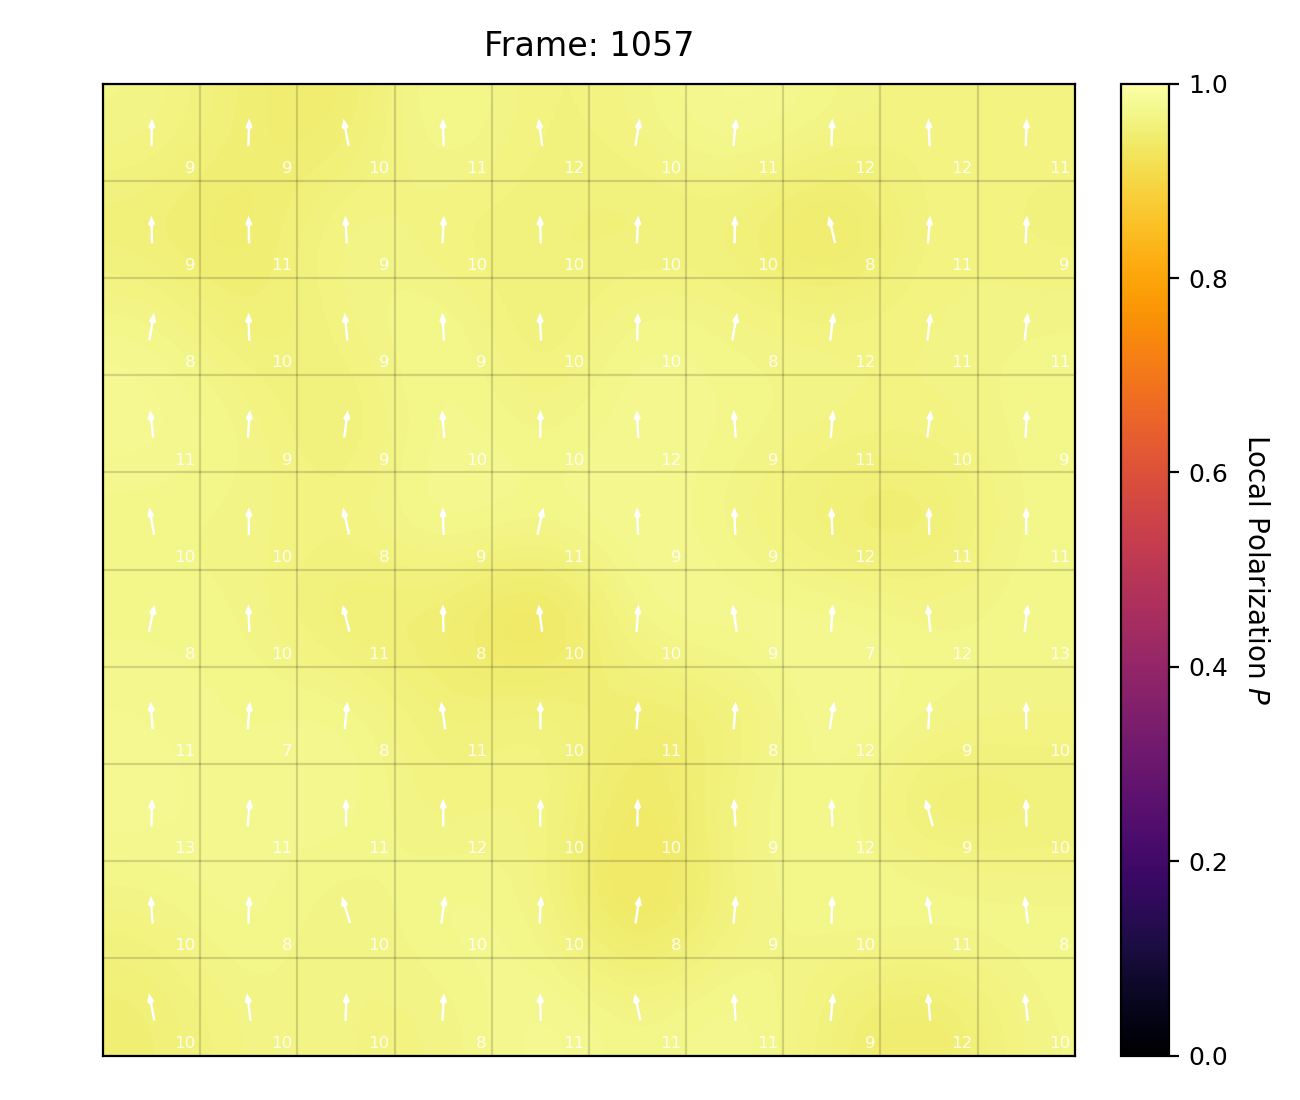 Frame: 1057
9 9 10 11 12 10 11 12 12 11
9 11 9 10 10 10 10 8 11 9
8 10 9 9 10 10 8 12 11 11
11 9 9 10 10 12 9 11 10 9
10 10 8 9 11 9 9 12 11 11
8 10 11 8 10 10 9 7 12 13
11 7 8 11 10 11 8 12 9 10
13 11 11 12 10 10 9 12 9 10
10 8 10 10 10 8 9 10 11 8
10 10 10 8 11 11 11 9 12 10
1.0
0.8
0.6
0.4
0.2
0.0
Local Polarization P